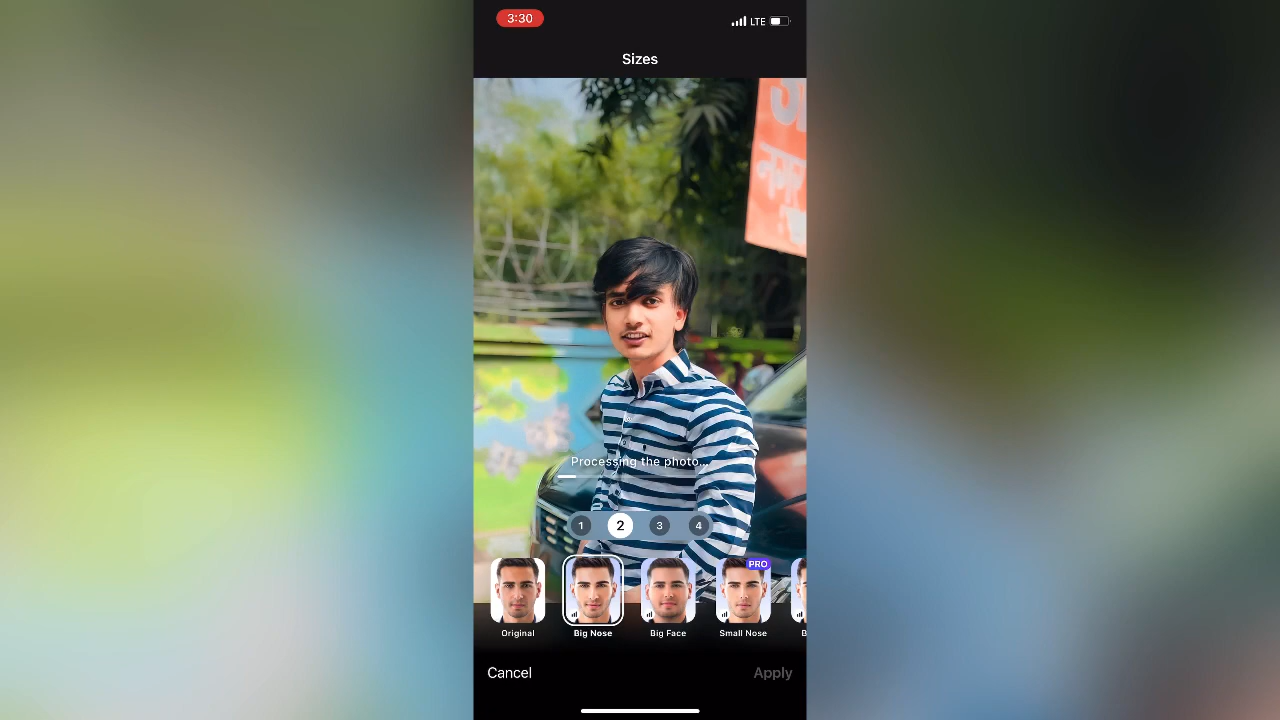 3:30
LTE
Sizes
नगर
Processing the photo...
1 2 3 4
PRO
Original Big Nose Big Face Small Nose
Cancel Apply